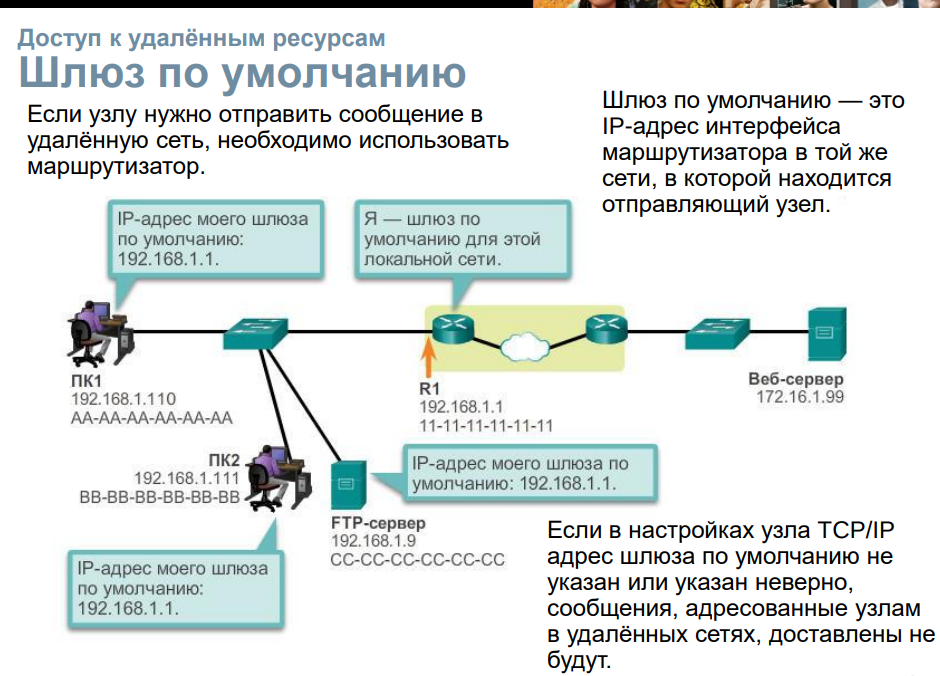 Доступ к удалённым ресурсам
Шлюз по умолчанию
Если узлу нужно отправить сообщение в
удалённую сеть, необходимо использовать
маршрутизатор.
Шлюз по умолчанию — это
IP-адрес интерфейса
маршрутизатора в той же
сети, в которой находится
отправляющий узел.
IP-адрес моего шлюза
по умолчанию:
192.168.1.1.
Я — шлюз по
умолчанию для этой
локальной сети.
ПК1
192.168.1.110
AA-AA-AA-AA-AA-AA
R1
192.168.1.1
11-11-11-11-11-11
Веб-сервер
172.16.1.99
ПК2
192.168.1.111
BB-BB-BB-BB-BB-BB
IP-адрес моего шлюза по
умолчанию: 192.168.1.1.
FTP-сервер
192.168.1.9
CC-CC-CC-CC-CC-CC
IP-адрес моего шлюза
по умолчанию:
192.168.1.1.
Если в настройках узла TCP/IP
адрес шлюза по умолчанию не
указан или указан неверно,
сообщения, адресованные узлам
в удалённых сетях, доставлены не
будут.